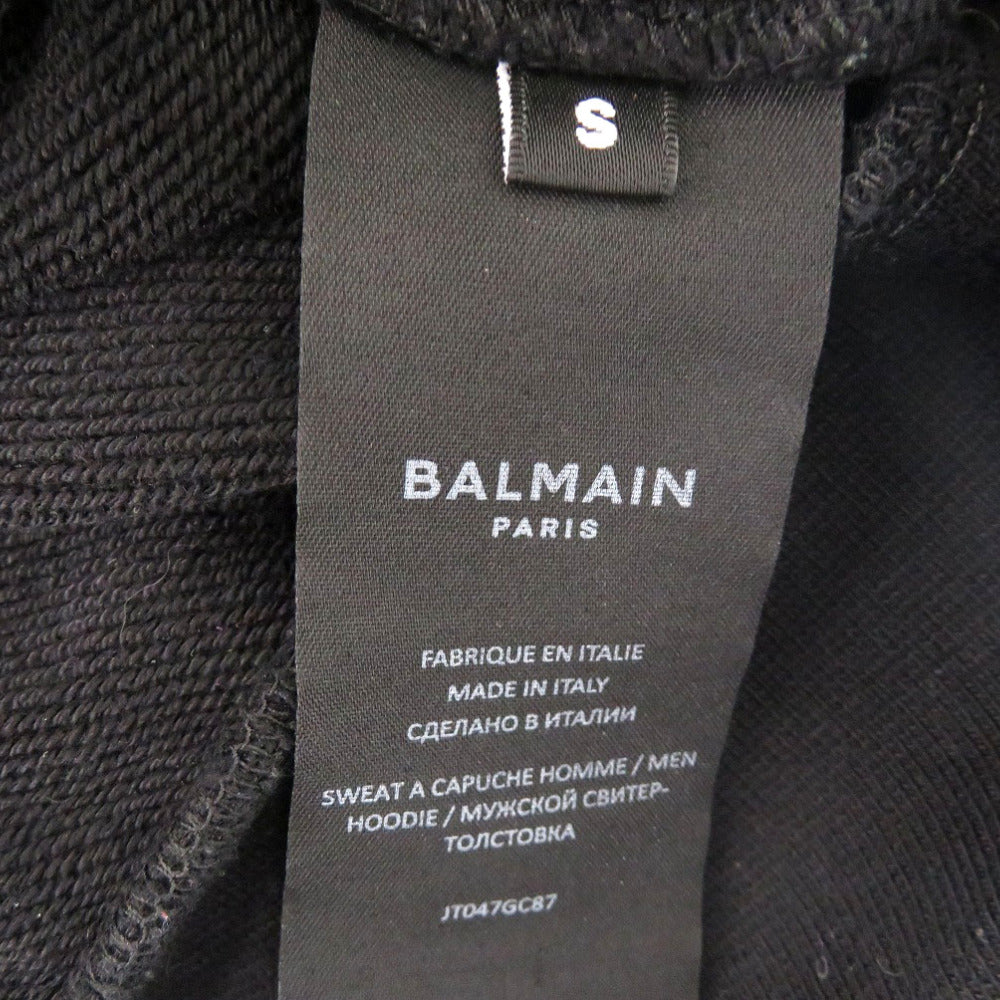 S
BALMAIN
PARIS
FABRIQUE EN ITALIE
MADE IN ITALY
СДЕЛАНО В ИТАЛИИ
SWEAT A CAPUCHE HOMME / MEN
HOODIE / МУЖСКОЙ СВИТЕР-
ТОЛСТОВКА
JT047GC87